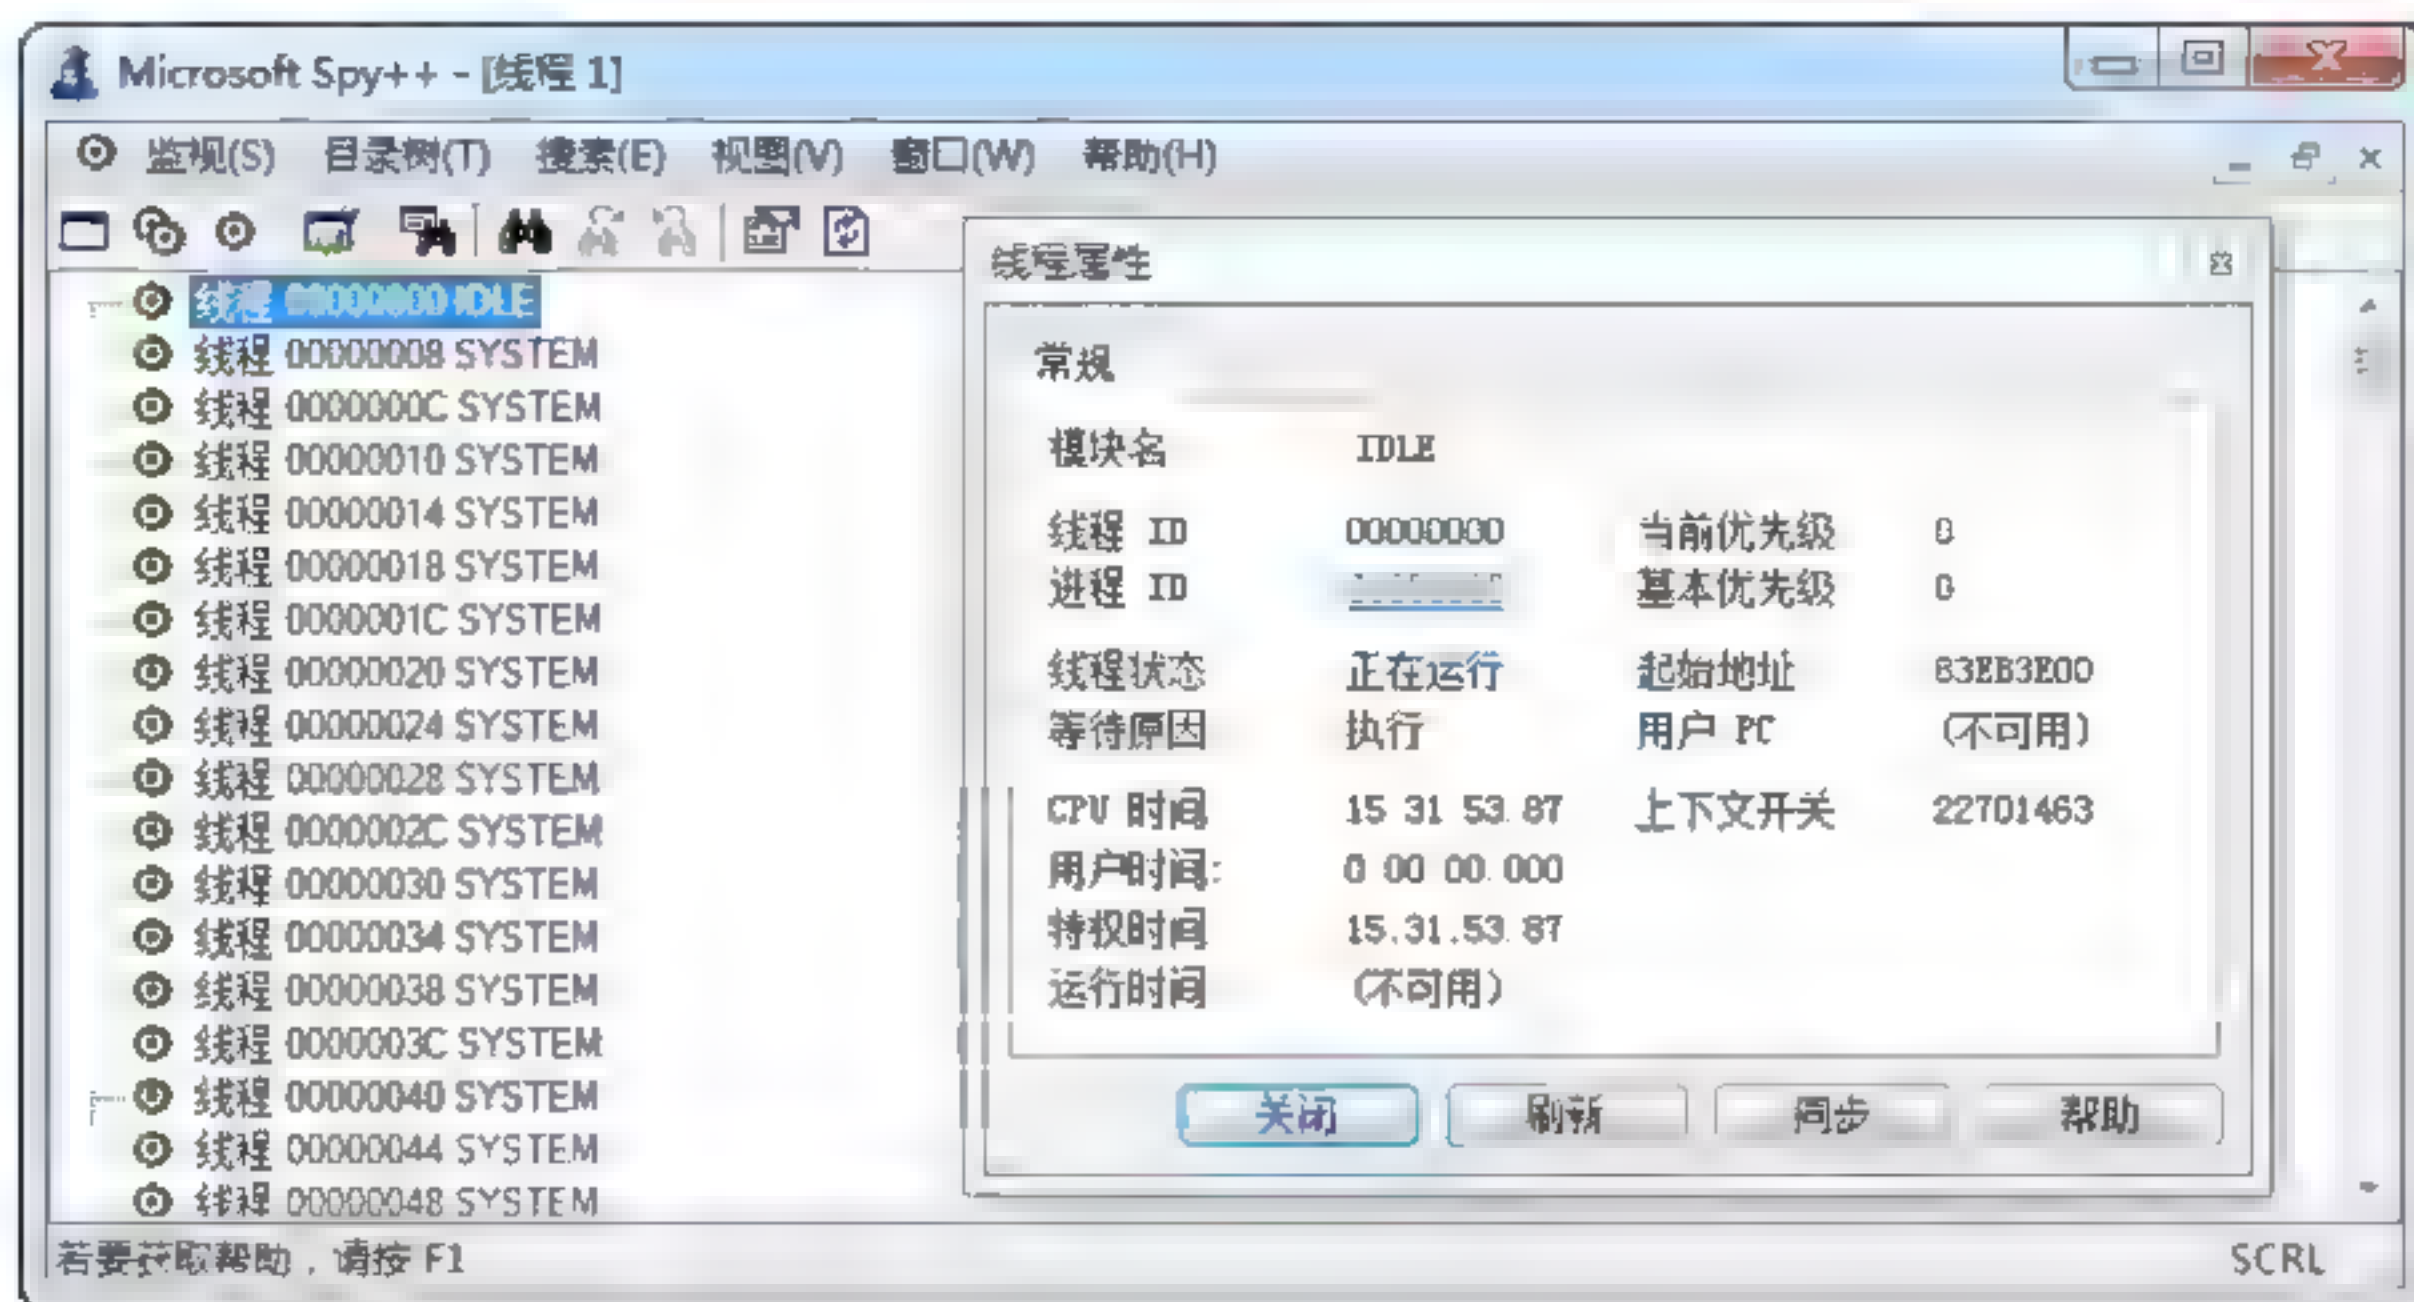 Microsoft Spy++ - [线程 1]
监视(S) 目录树(T) 搜索(E) 视图(V) 窗口(W) 帮助(H)
线程 00000000 IDLE
线程 00000008 SYSTEM
线程 0000000C SYSTEM
线程 00000010 SYSTEM
线程 00000014 SYSTEM
线程 00000018 SYSTEM
线程 0000001C SYSTEM
线程 00000020 SYSTEM
线程 00000024 SYSTEM
线程 00000028 SYSTEM
线程 0000002C SYSTEM
线程 00000030 SYSTEM
线程 00000034 SYSTEM
线程 00000038 SYSTEM
线程 0000003C SYSTEM
线程 00000040 SYSTEM
线程 00000044 SYSTEM
线程 00000048 SYSTEM
线程属性
常规
模块名 IDLE
线程 ID 00000000 当前优先级 0
进程 ID 基本优先级 0
线程状态 正在运行 起始地址 83EB3E00
等待原因 执行 用户 PC (不可用)
CPU 时间 15 31 53.87 上下文开关 22701463
用户时间: 0 00 00.000
特权时间 15.31.53.87
运行时间 (不可用)
关闭 刷新 同步 帮助
若要获取帮助，请按 F1 SCRL